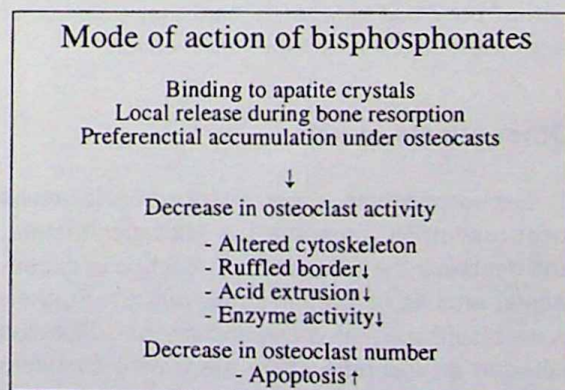 Mode of action of bisphosphonates
Binding to apatite crystals
Local release during bone resorption
Preferenctial accumulation under osteocasts
↓
Decrease in osteoclast activity
- Altered cytoskeleton
- Ruffled border↓
- Acid extrusion↓
- Enzyme activity↓
Decrease in osteoclast number
- Apoptosis↑